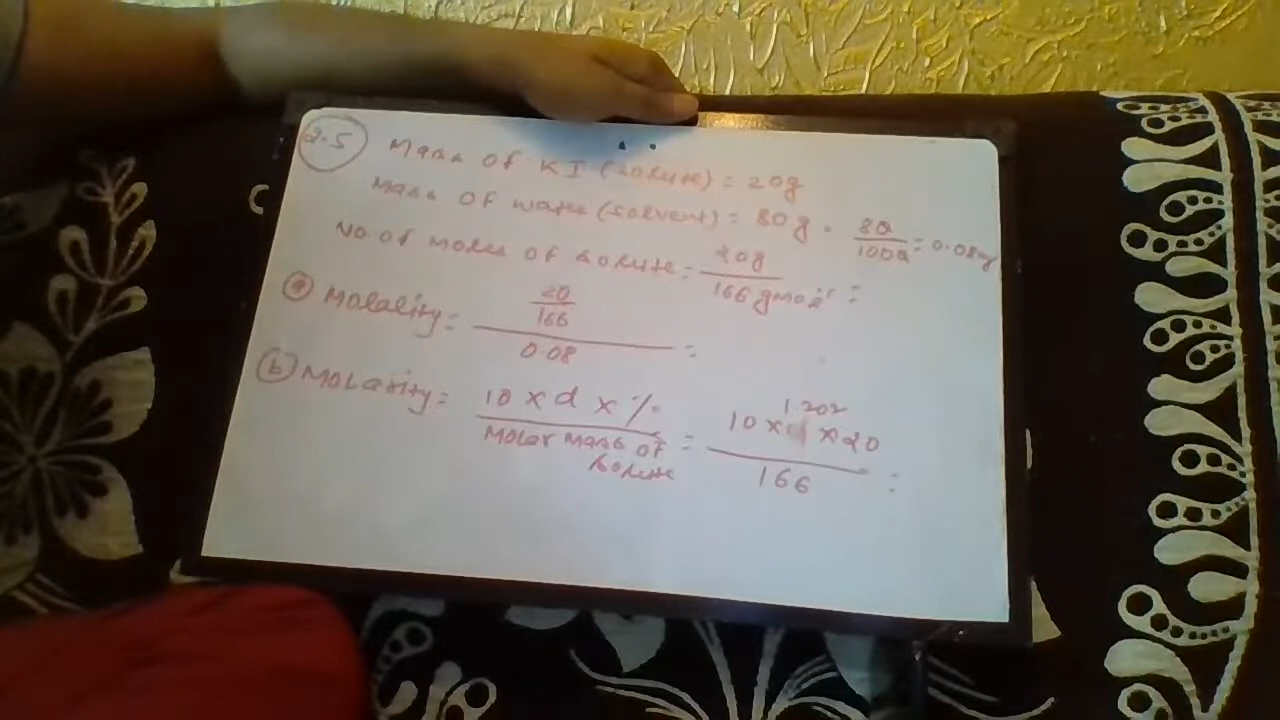 2.5 Mass of KI (solute) = 20g
Mass of water (solvent) = 80g. 80/1000 = 0.08kg
No of moles of solute = 20g/166 gmol⁻¹ =
(a) Molality = (20/166)/0.08 =
(b) Molarity = (10 x d x %)/(Molar mass of solute) = (10 x 1.202 x 20)/166 =